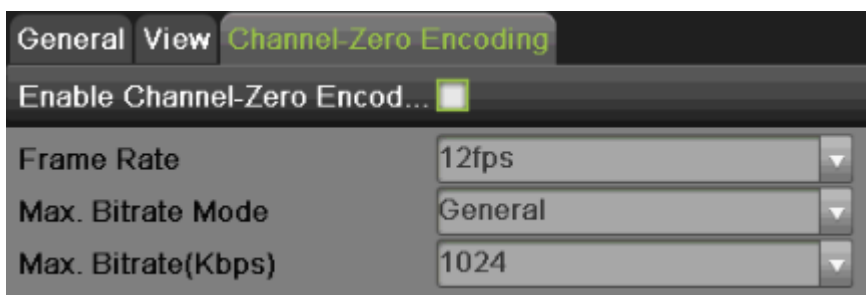 General View Channel-Zero Encoding
Enable Channel-Zero Encod...
Frame Rate 12fps
Max. Bitrate Mode General
Max. Bitrate(Kbps) 1024